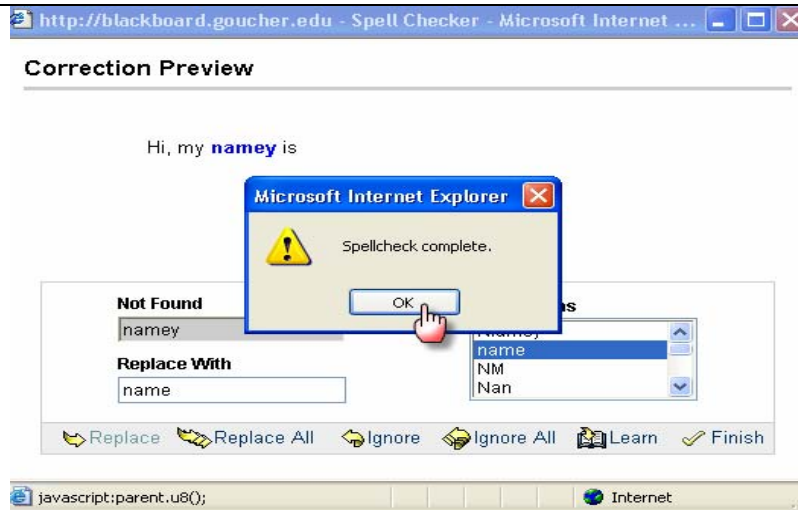 http://blackboard.goucher.edu - Spell Checker - Microsoft Internet ...
Correction Preview
Hi, my namey is
Microsoft Internet Explorer
Spellcheck complete.
OK
Not Found
namey
Replace With
name
name
NM
Nan
Replace Replace All Ignore Ignore All Learn Finish
javascript:parent.u8(); Internet